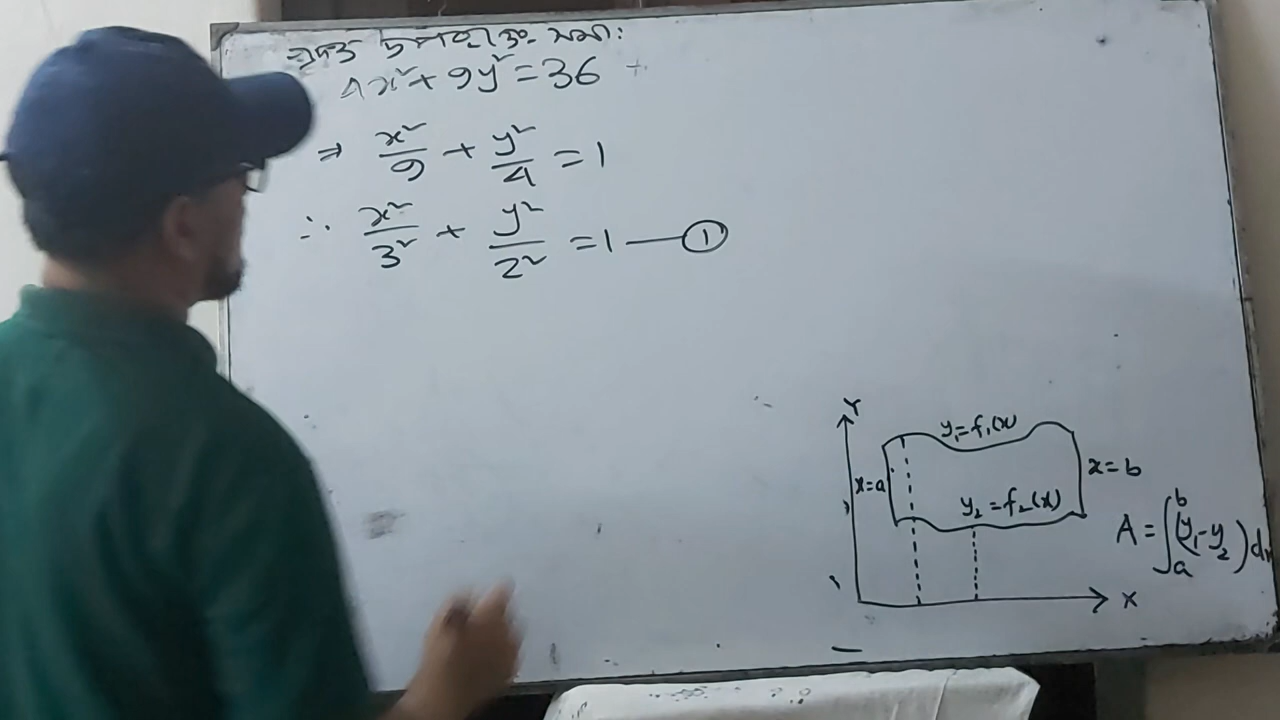 4x² + 9y² = 36
⇒ x²/9 + y²/4 = 1
∴ x²/3² + y²/2² = 1 —— ①
Y
y₁=f₁(x)
x=a
x=b
y₂=f₂(x)
A = ∫ₐᵇ (y₁-y₂) dx
X